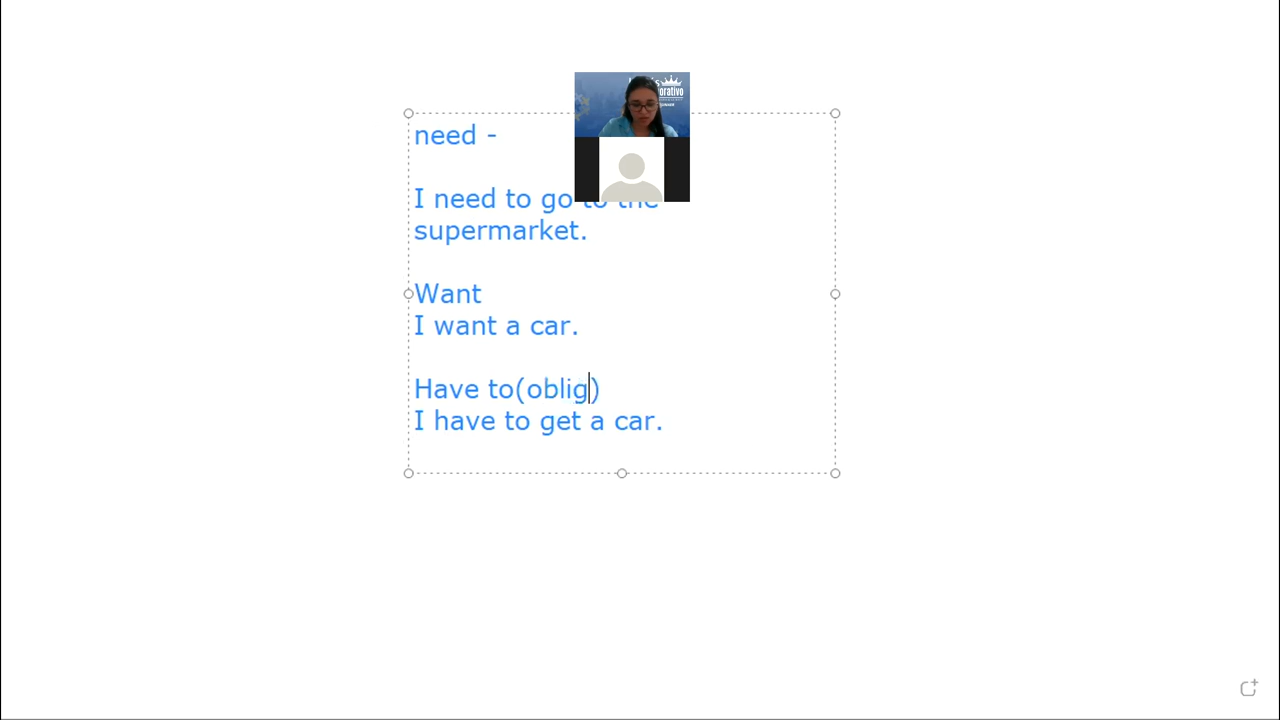 need -
I need to go to the
supermarket.
Want
I want a car.
Have to(oblig)
I have to get a car.